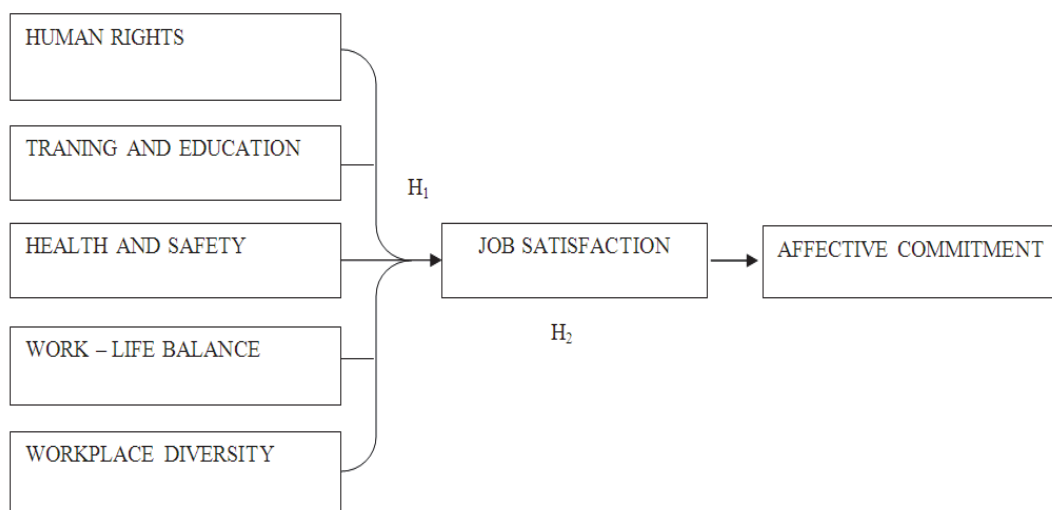 HUMAN RIGHTS
TRANING AND EDUCATION
HEALTH AND SAFETY
WORK – LIFE BALANCE
WORKPLACE DIVERSITY
H₁
JOB SATISFACTION
H₂
AFFECTIVE COMMITMENT